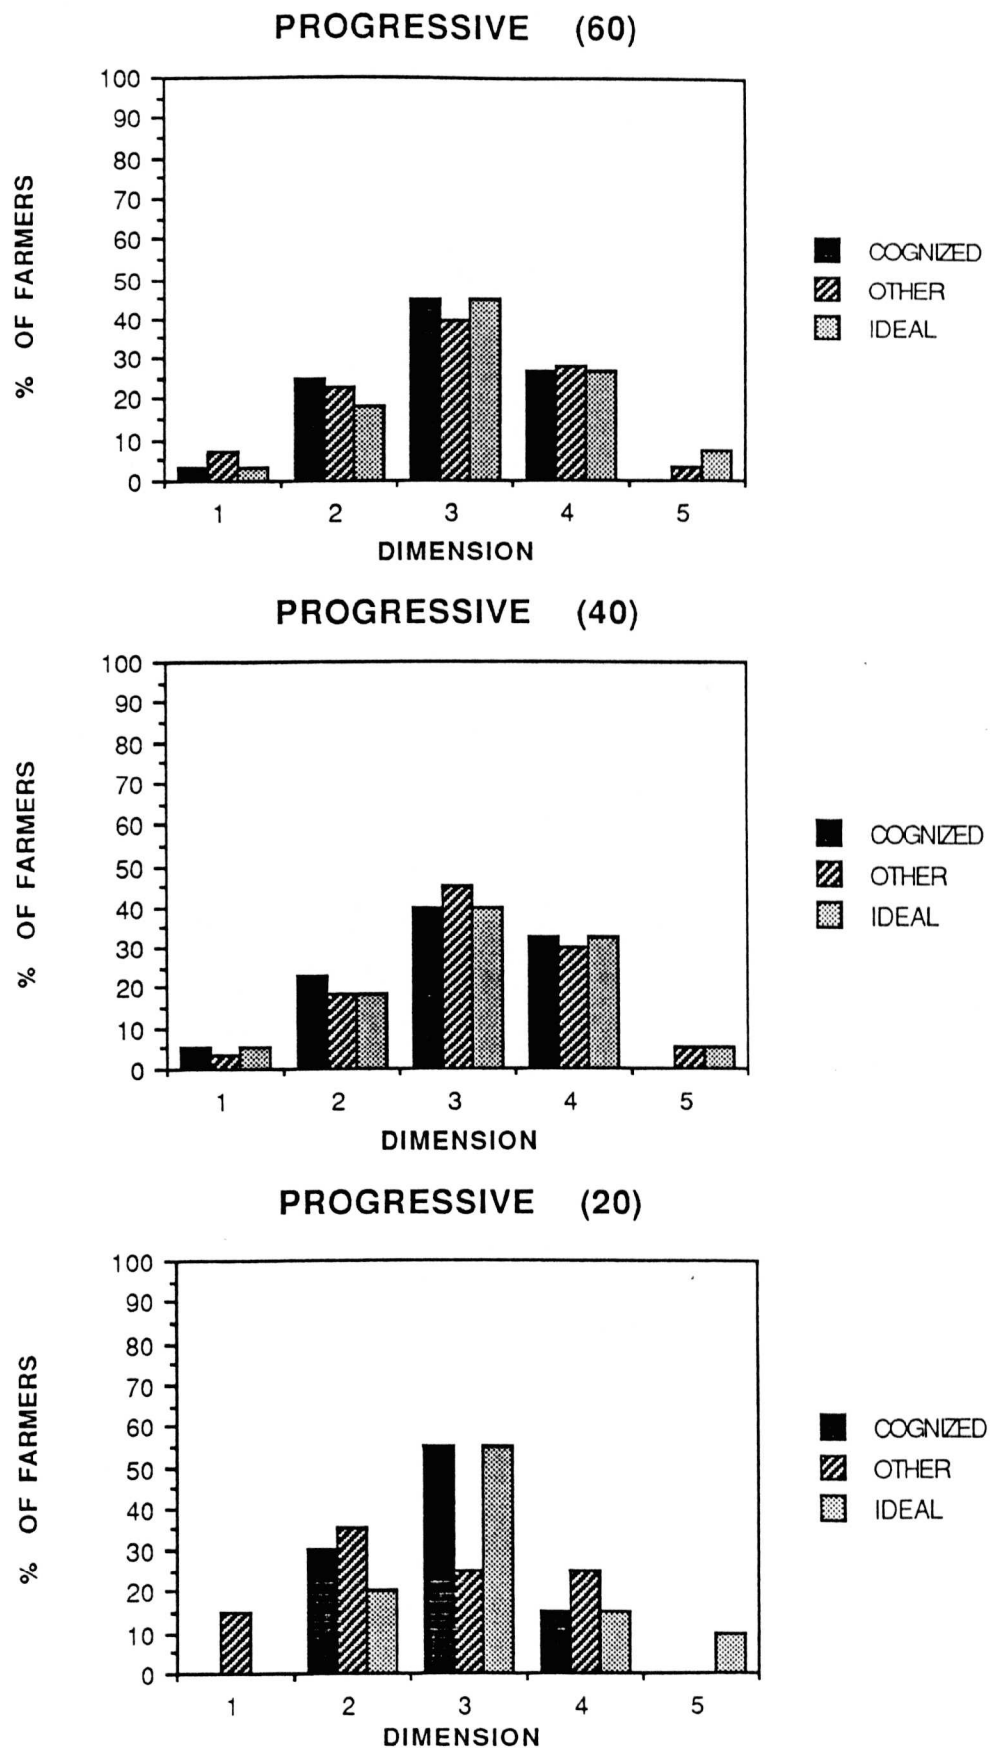 PROGRESSIVE (60)
% OF FARMERS
100
90
80
70
60
50
40
30
20
10
0
1 2 3 4 5
DIMENSION
COGNIZED
OTHER
IDEAL
PROGRESSIVE (40)
% OF FARMERS
100
90
80
70
60
50
40
30
20
10
0
1 2 3 4 5
DIMENSION
COGNIZED
OTHER
IDEAL
PROGRESSIVE (20)
% OF FARMERS
100
90
80
70
60
50
40
30
20
10
0
1 2 3 4 5
DIMENSION
COGNIZED
OTHER
IDEAL